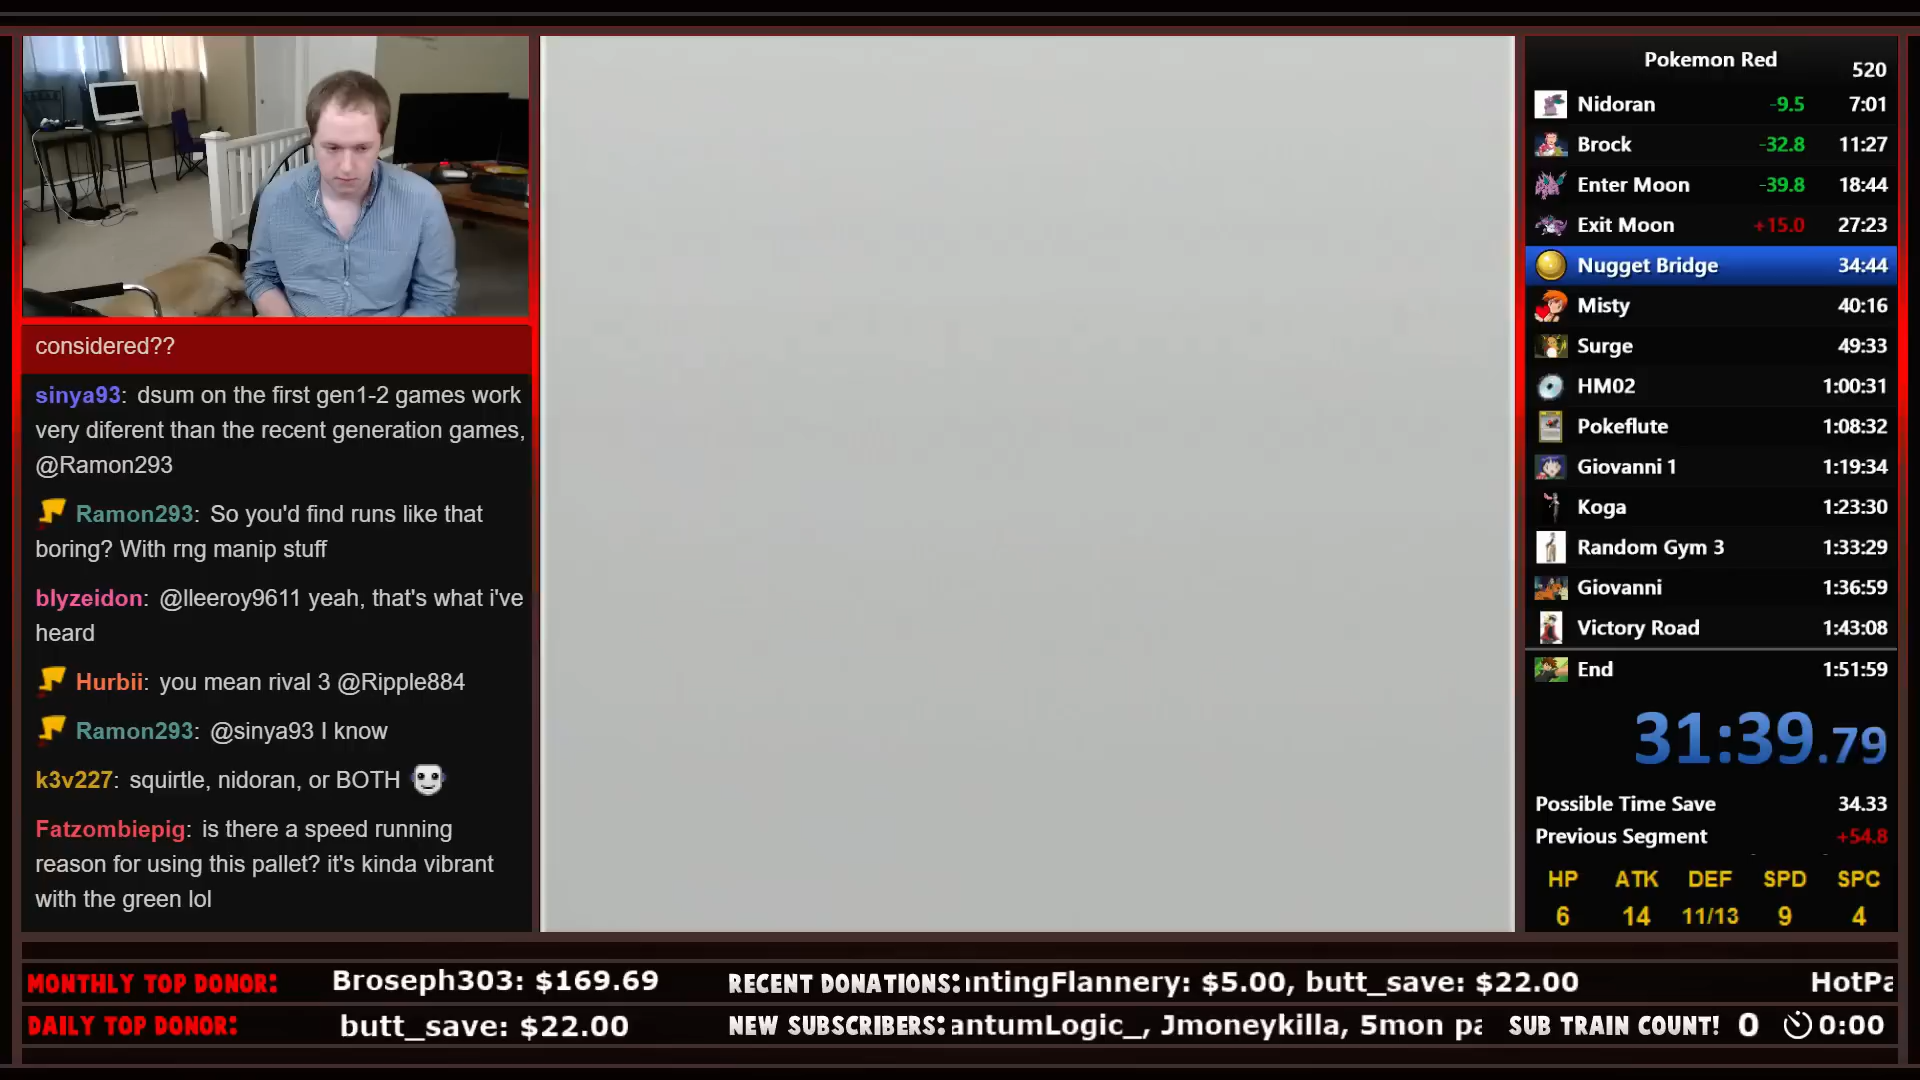 considered??
sinya93: dsum on the first gen1-2 games work
very diferent than the recent generation games,
@Ramon293
Ramon293: So you'd find runs like that
boring? With rng manip stuff
blyzeidon: @lleeroy9611 yeah, that's what i've
heard
Hurbii: you mean rival 3 @Ripple884
Ramon293: @sinya93 I know
k3v227: squirtle, nidoran, or BOTH
Fatzombiepig: is there a speed running
reason for using this pallet? it's kinda vibrant
with the green lol
Pokemon Red 520
Nidoran -9.5 7:01
Brock -32.8 11:27
Enter Moon -39.8 18:44
Exit Moon +15.0 27:23
Nugget Bridge 34:44
Misty 40:16
Surge 49:33
HM02 1:00:31
Pokeflute 1:08:32
Giovanni 1 1:19:34
Koga 1:23:30
Random Gym 3 1:33:29
Giovanni 1:36:59
Victory Road 1:43:08
End 1:51:59
31:39.79
Possible Time Save 34.33
Previous Segment +54.8
HP ATK DEF SPD SPC
6 14 11/13 9 4
MONTHLY TOP DONOR: Broseph303: $169.69 RECENT DONATIONS: ntingFlannery: $5.00, butt_save: $22.00 HotPa
DAILY TOP DONOR: butt_save: $22.00 NEW SUBSCRIBERS: antumLogic_, Jmoneykilla, 5mon pa SUB TRAIN COUNT! 0 0:00